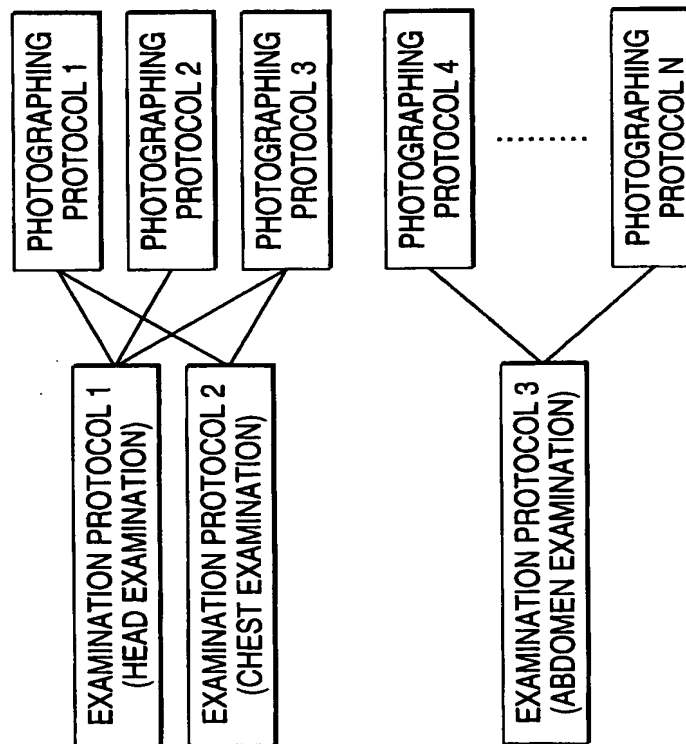 PHOTOGRAPHING
PROTOCOL 1
PHOTOGRAPHING
PROTOCOL 2
PHOTOGRAPHING
PROTOCOL 3
PHOTOGRAPHING
PROTOCOL 4
PHOTOGRAPHING
PROTOCOL N
EXAMINATION PROTOCOL 1
(HEAD EXAMINATION)
EXAMINATION PROTOCOL 2
(CHEST EXAMINATION)
EXAMINATION PROTOCOL 3
(ABDOMEN EXAMINATION)